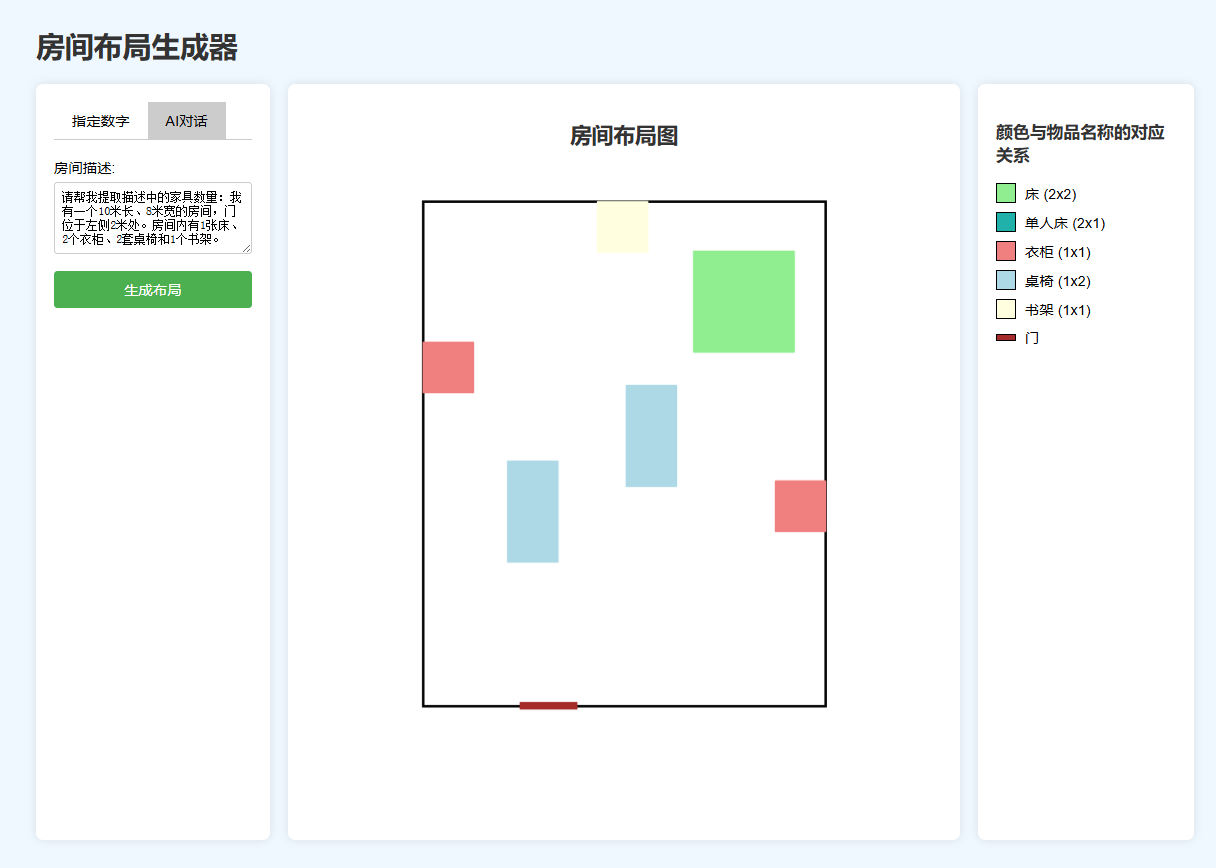 房间布局生成器
指定数字
AI对话
房间描述:
请帮我提取描述中的家具数量：我
有一个10米长、8米宽的房间，门
位于左侧2米处。房间内有1张床、
2个衣柜、2套桌椅和1个书架。
生成布局
房间布局图
颜色与物品名称的对应
关系
床 (2x2)
单人床 (2x1)
衣柜 (1x1)
桌椅 (1x2)
书架 (1x1)
门